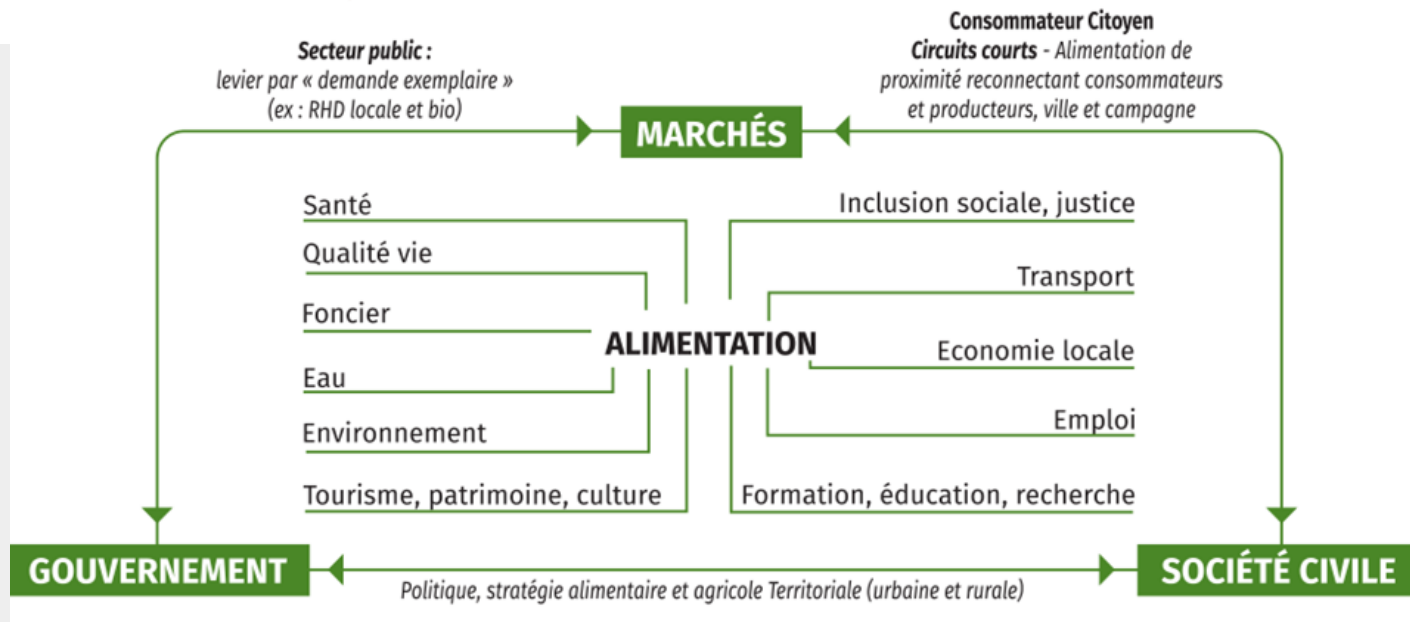 Secteur public :
levier par « demande exemplaire »
(ex : RHD locale et bio)
Consommateur Citoyen
Circuits courts - Alimentation de
proximité reconnectant consommateurs
et producteurs, ville et campagne
MARCHÉS
Santé
Qualité vie
Foncier
Eau
Environnement
Tourisme, patrimoine, culture
ALIMENTATION
Inclusion sociale, justice
Transport
Economie locale
Emploi
Formation, éducation, recherche
GOUVERNEMENT
Politique, stratégie alimentaire et agricole Territoriale (urbaine et rurale)
SOCIÉTÉ CIVILE